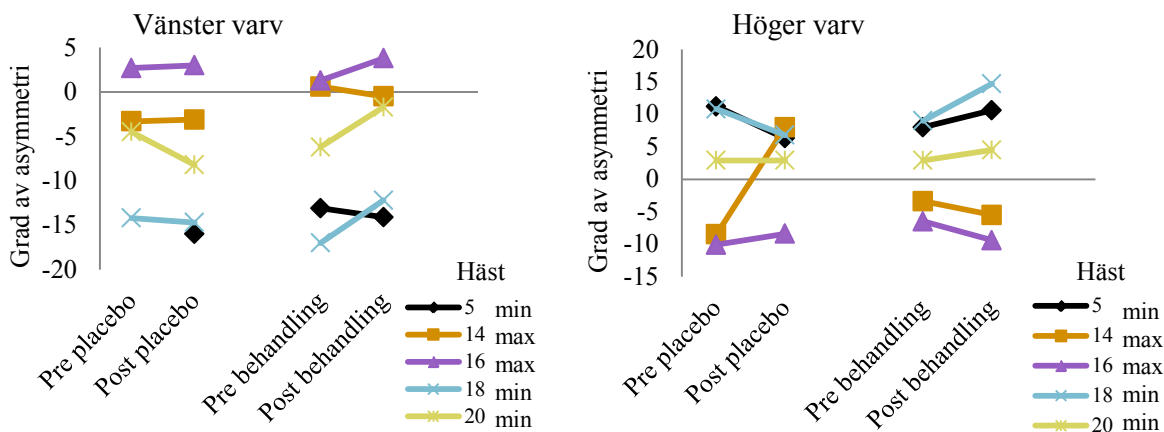 Vänster varv
Grad av asymmetri
5
0
-5
-10
-15
-20
Pre placebo
Post placebo
Pre behandling
Post behandling
Häst
5 min
14 max
16 max
18 min
20 min
Höger varv
Grad av asymmetri
20
15
10
5
0
-5
-10
-15
Pre placebo
Post placebo
Pre behandling
Post behandling
Häst
5 min
14 max
16 max
18 min
20 min